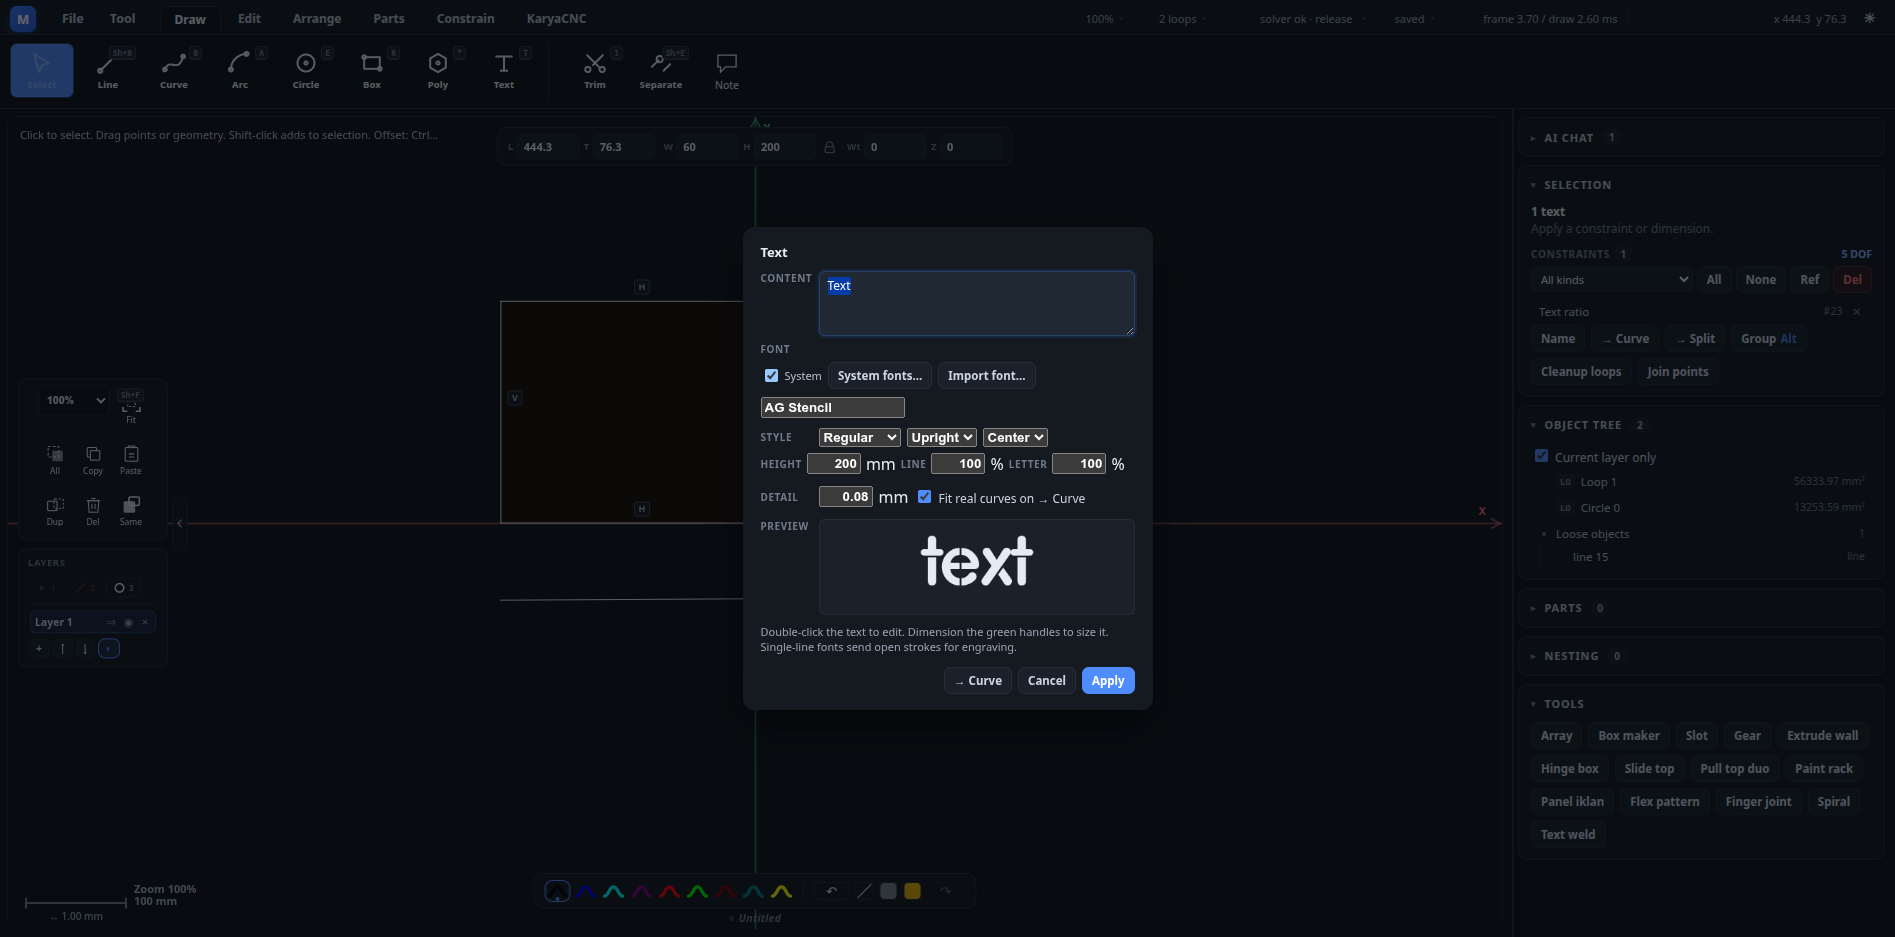 M File Tool Draw Edit Arrange Parts Constrain KaryaCNC 100% 2 loops solver ok · release saved frame 3.70 / draw 2.60 ms x 444.3 y 76.3
Sh+B B A E B * T I Sh+E
Select Line Curve Arc Circle Box Poly Text Trim Separate Note
Click to select. Drag points or geometry. Shift-click adds to selection. Offset: Ctrl...
L 444.3 T 76.3 W 60 H 200 Wt 0 Z 0
H
V
H
X
100% Sh+F
Fit
All Copy Paste
Dup Del Same
LAYERS
3
Layer 1
Zoom 100%
100 mm
↔ 1.00 mm
Untitled
Text
CONTENT Text
FONT
System System fonts... Import font...
AG Stencil
STYLE Regular Upright Center
HEIGHT 200 mm LINE 100 % LETTER 100 %
DETAIL 0.08 mm Fit real curves on → Curve
PREVIEW text
Double-click the text to edit. Dimension the green handles to size it.
Single-line fonts send open strokes for engraving.
→ Curve Cancel Apply
AI CHAT 1
SELECTION
1 text
Apply a constraint or dimension.
CONSTRAINTS 1 5 DOF
All kinds All None Ref Del
Text ratio #23 ×
Name → Curve → Split Group Alt
Cleanup loops Join points
OBJECT TREE 2
Current layer only
LO Loop 1 56333.97 mm²
LO Circle 0 13253.59 mm²
Loose objects 1
line 15 line
PARTS 0
NESTING 0
TOOLS
Array Box maker Slot Gear Extrude wall
Hinge box Slide top Pull top duo Paint rack
Panel iklan Flex pattern Finger joint Spiral
Text weld